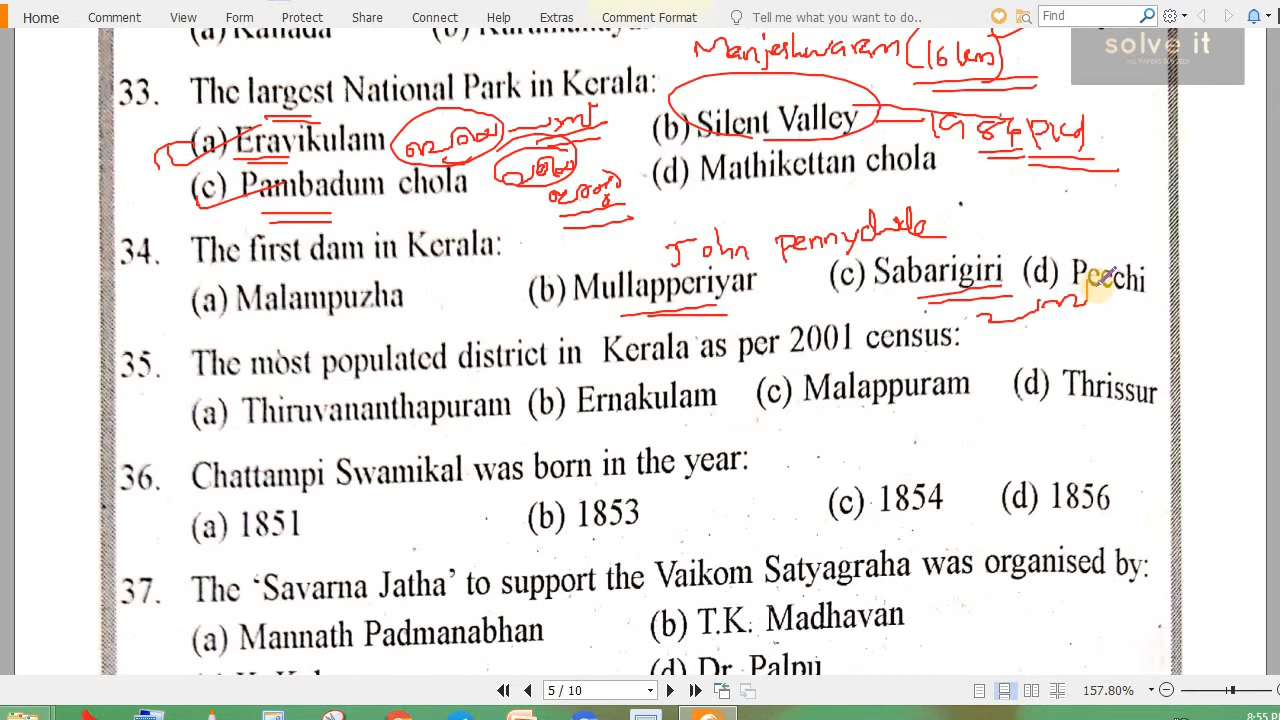 Home Comment View Form Protect Share Connect Help Extras Comment Format Tell me what you want to do.. Find
(a) Kanada
Manjeshwaram (16 km)
solve it
33. The largest National Park in Kerala:
(a) Eravikulam (b) Silent Valley 1984
(c) Pambadum chola (d) Mathikettan chola
34. The first dam in Kerala:
John pennycuick
(a) Malampuzha (b) Mullapperiyar (c) Sabarigiri (d) Peechi
35. The most populated district in Kerala as per 2001 census:
(a) Thiruvananthapuram (b) Ernakulam (c) Malappuram (d) Thrissur
36. Chattampi Swamikal was born in the year:
(a) 1851 (b) 1853 (c) 1854 (d) 1856
37. The ‘Savarna Jatha’ to support the Vaikom Satyagraha was organised by:
(a) Mannath Padmanabhan (b) T.K. Madhavan
(d) Dr. Palpu
5 / 10 157.80%
8:55 P